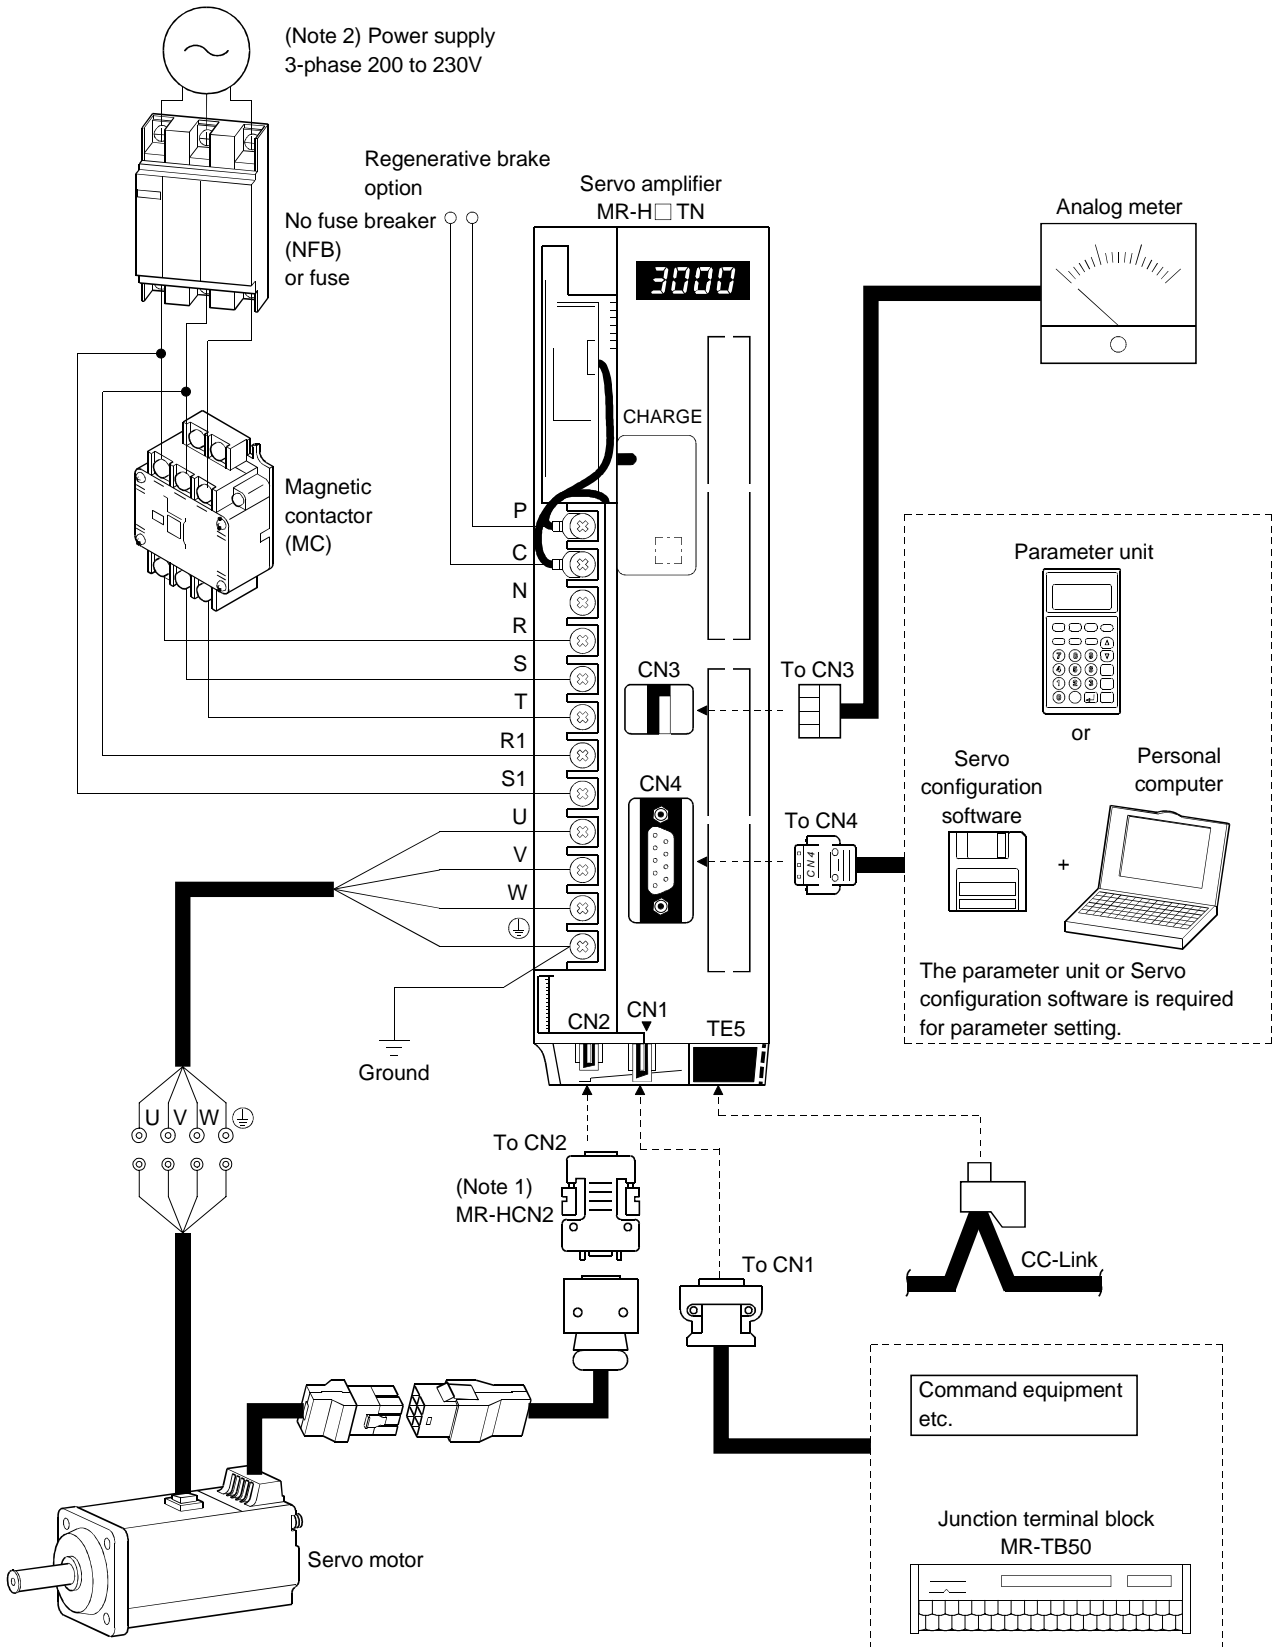 (Note 2) Power supply
3-phase 200 to 230V
Regenerative brake
option
No fuse breaker
(NFB)
or fuse
Servo amplifier
MR-H□ TN
Analog meter
3000
CHARGE
Magnetic
contactor
(MC)
P
C
N
R
S
T
R1
S1
U
V
W
CN3
To CN3
CN4
To CN4
CN4
Parameter unit
or
Servo
configuration
software
+
Personal
computer
The parameter unit or Servo
configuration software is required
for parameter setting.
CN2
CN1
TE5
Ground
U V W
To CN2
(Note 1)
MR-HCN2
To CN1
CC-Link
Command equipment
etc.
Junction terminal block
MR-TB50
Servo motor